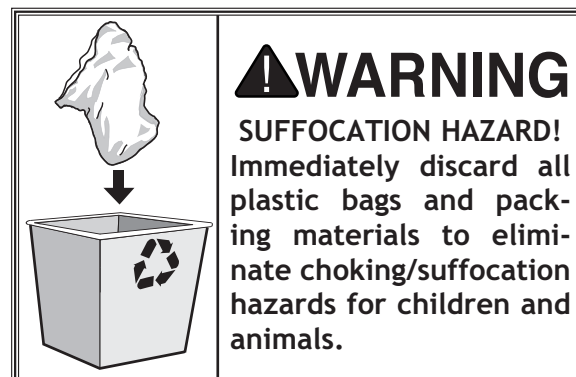 WARNING
SUFFOCATION HAZARD!
Immediately discard all
plastic bags and pack-
ing materials to elimi-
nate choking/suffocation
hazards for children and
animals.